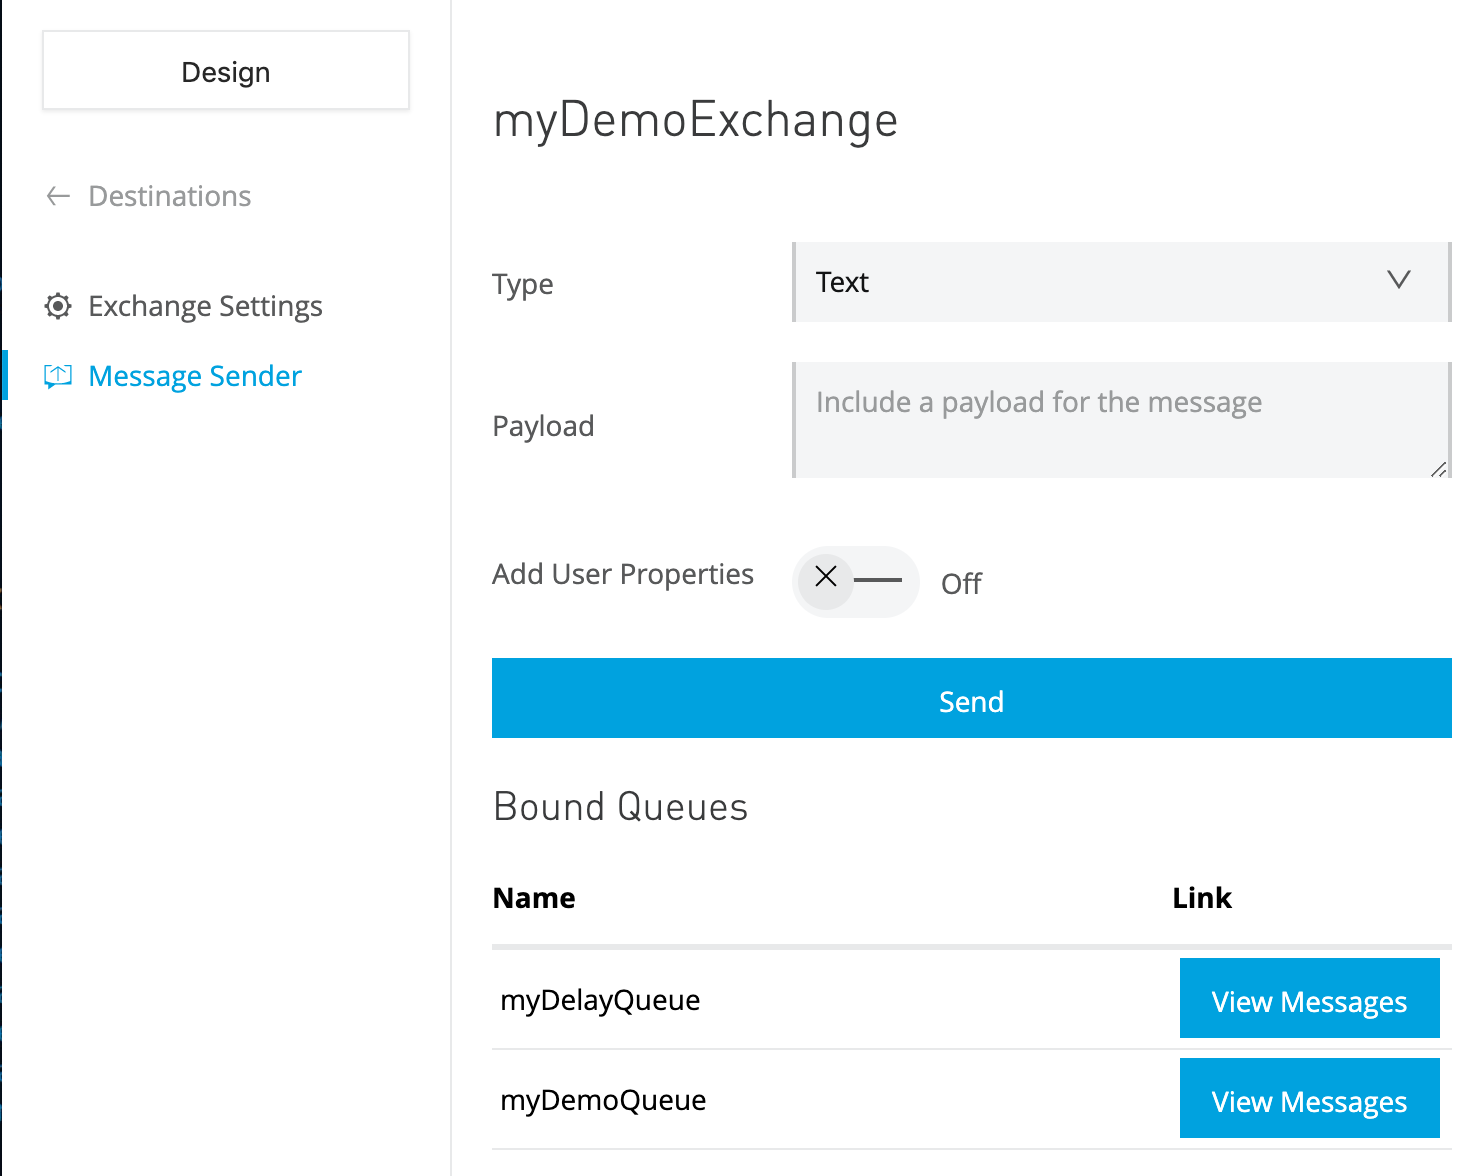 Design
Destinations
Exchange Settings
Message Sender
myDemoExchange
Type
Text
Payload
Include a payload for the message
Add User Properties
Off
Send
Bound Queues
Name Link
myDelayQueue View Messages
myDemoQueue View Messages